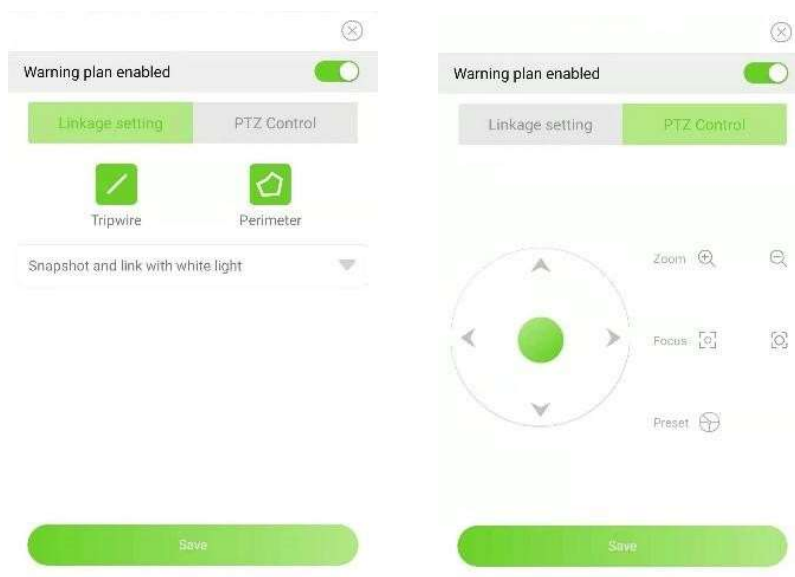 Warning plan enabled
Linkage setting PTZ Control
Tripwire Perimeter
Snapshot and link with white light
Save
Warning plan enabled
Linkage setting PTZ Control
Zoom
Focus
Preset
Save